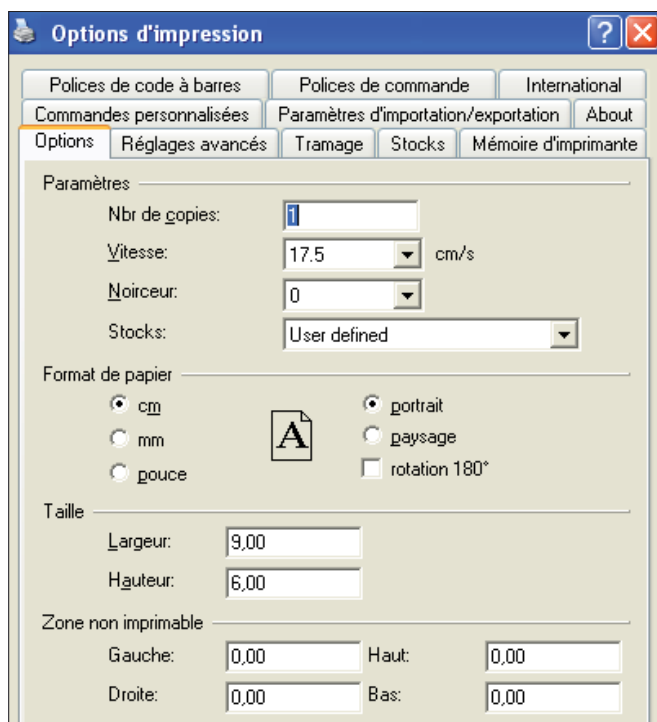 Options d'impression
Polices de code à barres Polices de commande International
Commandes personnalisées Paramètres d'importation/exportation About
Options Réglages avancés Tramage Stocks Mémoire d'imprimante
Paramètres
Nbr de copies: 1
Vitesse: 17.5 cm/s
Noirceur: 0
Stocks: User defined
Format de papier
cm portrait
A
mm paysage
pouce rotation 180°
Taille
Largeur: 9,00
Hauteur: 6,00
Zone non imprimable
Gauche: 0,00 Haut: 0,00
Droite: 0,00 Bas: 0,00